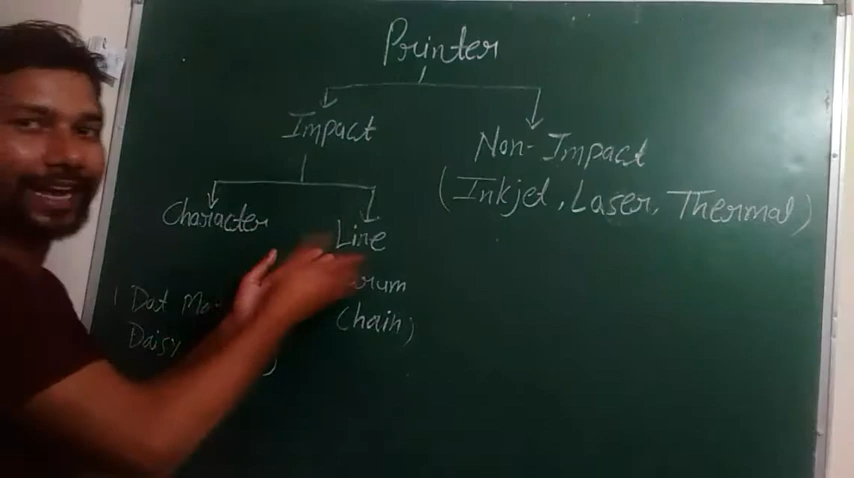 Printer
Impact
Non-Impact
(Inkjet, Laser, Thermal)
Character
Line
rum
Chain)
Dot Ma
Daisy